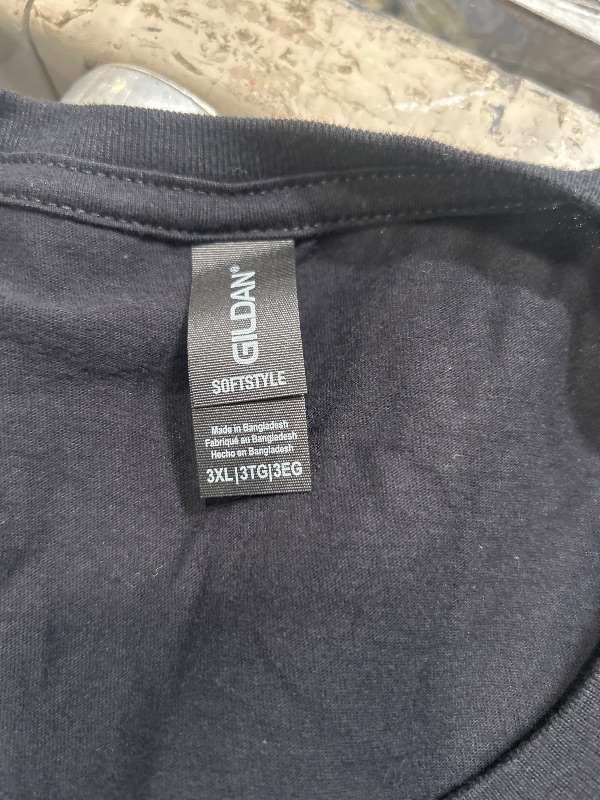 GILDAN®
SOFTSTYLE
Made in Bangladesh
Fabriqué au Bangladesh
Hecho en Bangladesh
3XL|3TG|3EG